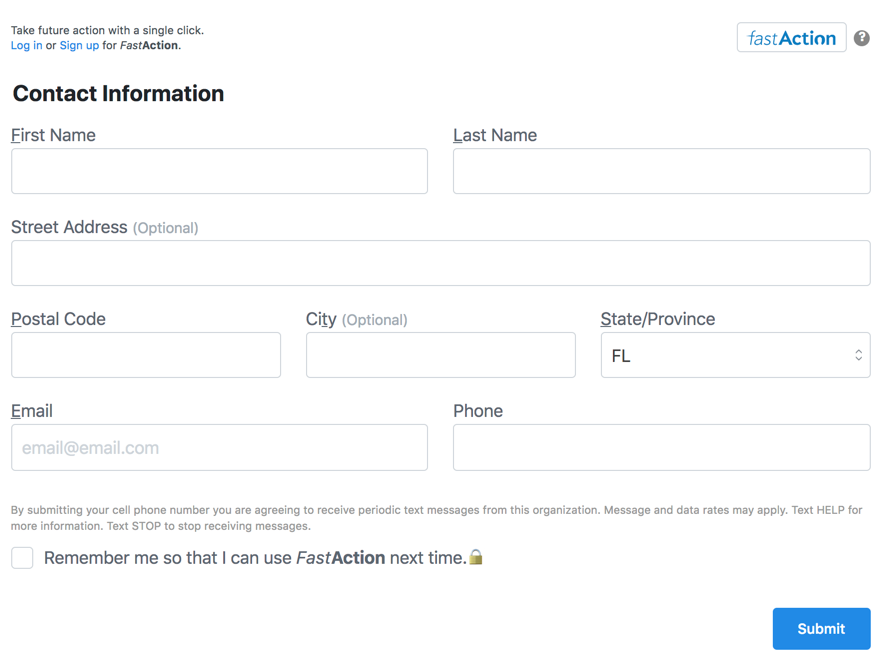 Take future action with a single click.
Log in or Sign up for FastAction.
fastAction ?
Contact Information
First Name
Last Name
Street Address (Optional)
Postal Code
City (Optional)
State/Province
FL
Email
Phone
email@email.com
By submitting your cell phone number you are agreeing to receive periodic text messages from this organization. Message and data rates may apply. Text HELP for
more information. Text STOP to stop receiving messages.
Remember me so that I can use FastAction next time.
Submit